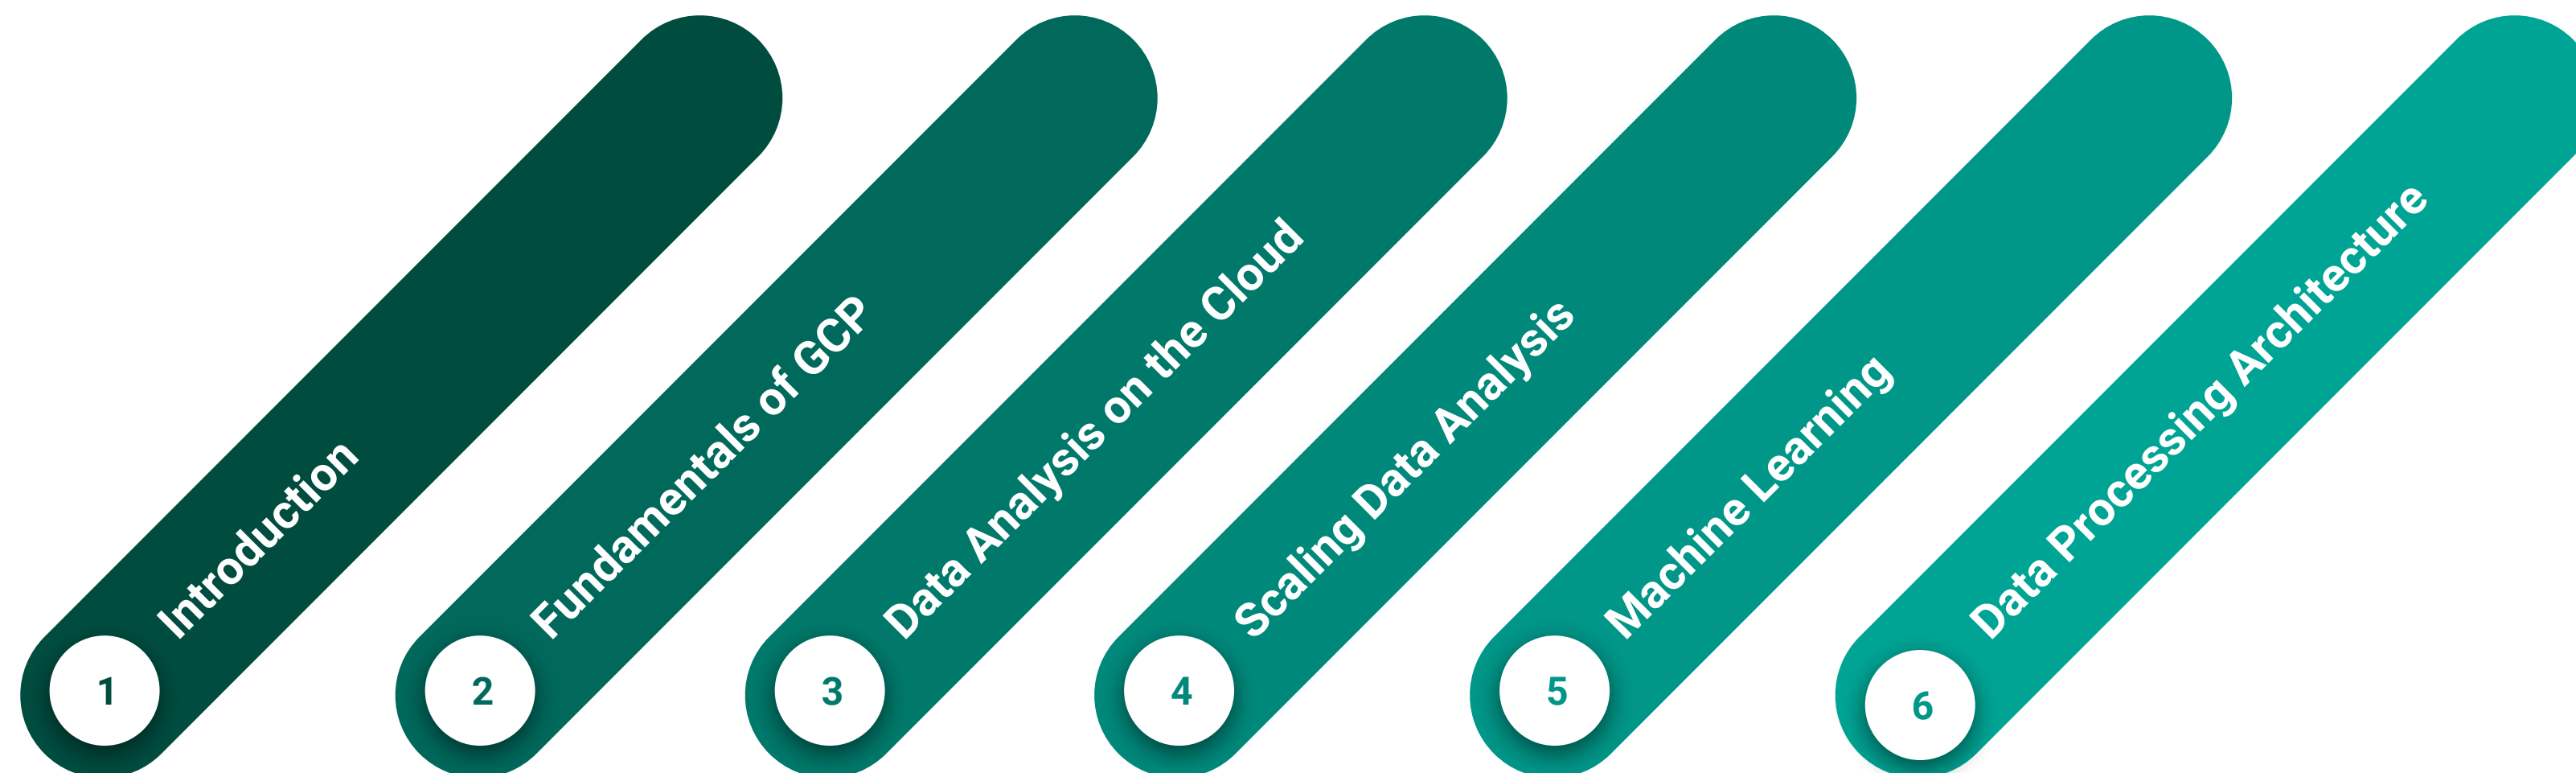 1
Introduction
2
Fundamentals of GCP
3
Data Analysis on the Cloud
4
Scaling Data Analysis
5
Machine Learning
6
Data Processing Architecture